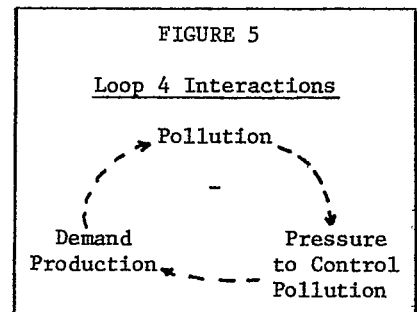 FIGURE 5
Loop 4 Interactions
Pollution
-
Demand
Production
Pressure
to Control
Pollution